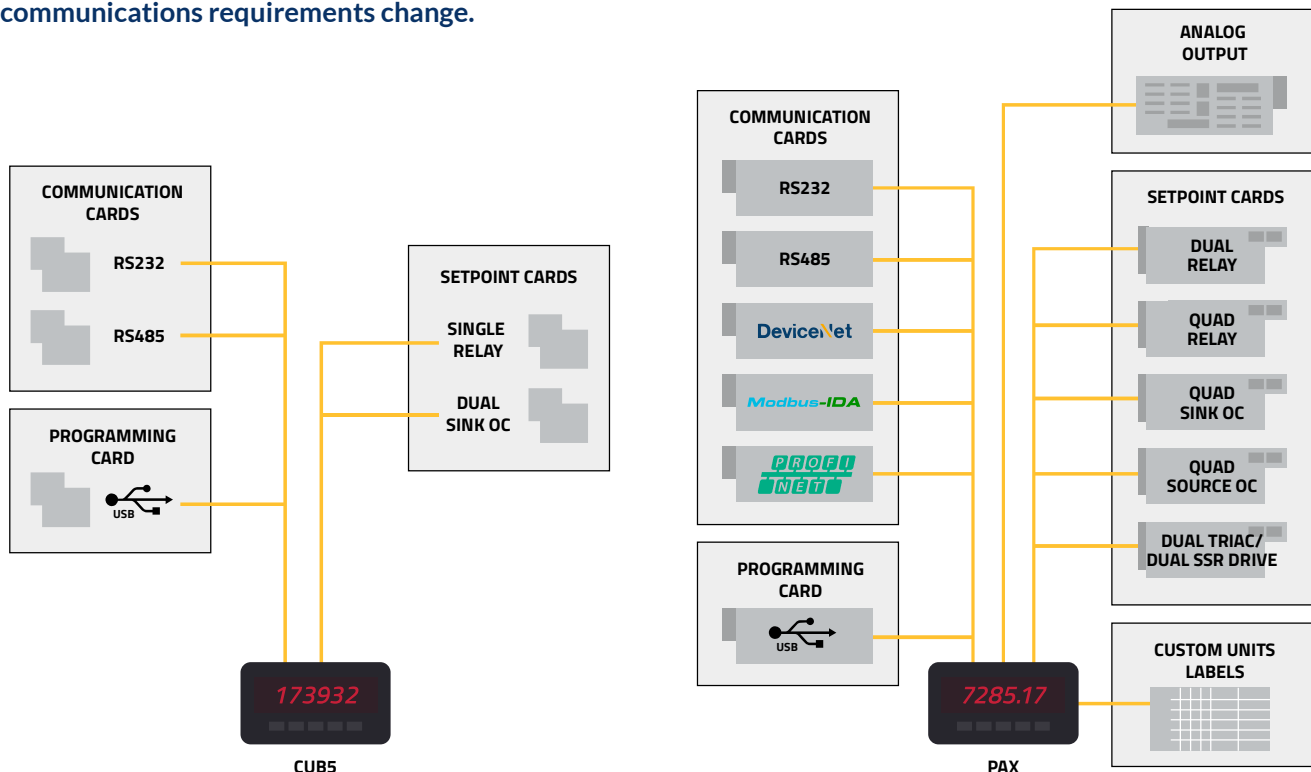 communications requirements change.
COMMUNICATION
CARDS
RS232
RS485
PROGRAMMING
CARD
USB
SETPOINT CARDS
SINGLE
RELAY
DUAL
SINK OC
173932
CUB5
COMMUNICATION
CARDS
RS232
RS485
DeviceNet
Modbus-IDA
PROFI
NET
PROGRAMMING
CARD
USB
ANALOG
OUTPUT
SETPOINT CARDS
DUAL
RELAY
QUAD
RELAY
QUAD
SINK OC
QUAD
SOURCE OC
DUAL TRIAC/
DUAL SSR DRIVE
CUSTOM UNITS
LABELS
7285.17
PAX